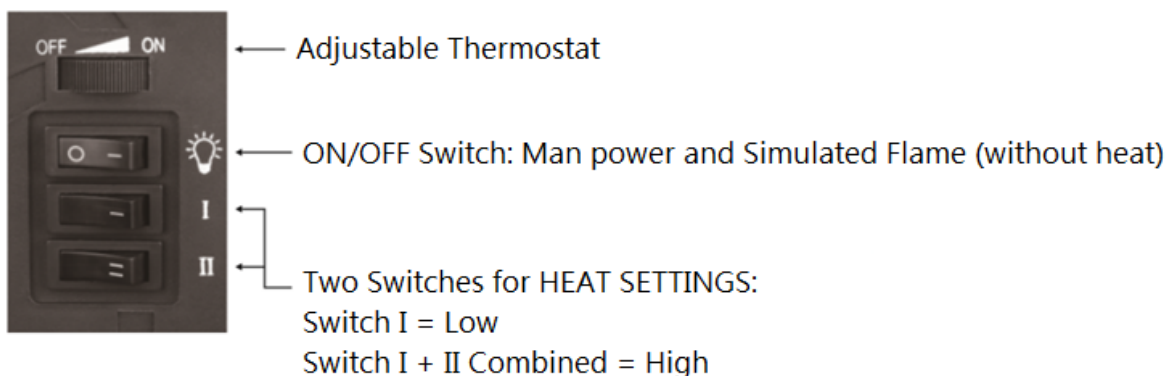 OFF ON
Adjustable Thermostat
ON/OFF Switch: Man power and Simulated Flame (without heat)
I
II
Two Switches for HEAT SETTINGS:
Switch I = Low
Switch I + II Combined = High